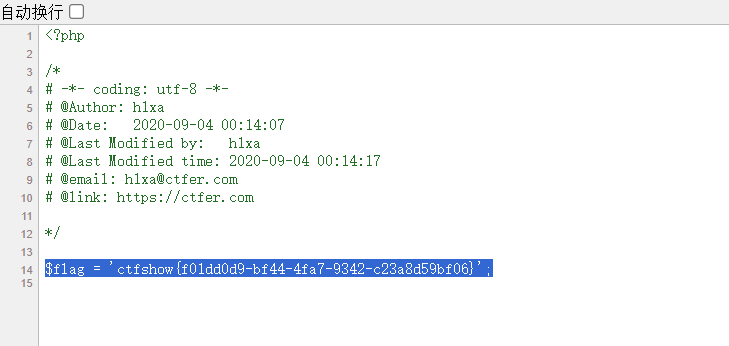 自动换行
1 <?php
2
3 /*
4 # -*- coding: utf-8 -*-
5 # @Author: h1xa
6 # @Date:   2020-09-04 00:14:07
7 # @Last Modified by:   h1xa
8 # @Last Modified time: 2020-09-04 00:14:17
9 # @email: h1xa@ctfer.com
10 # @link: https://ctfer.com
11
12 */
13
14 $flag = 'ctfshow{f01dd0d9-bf44-4fa7-9342-c23a8d59bf06}';
15